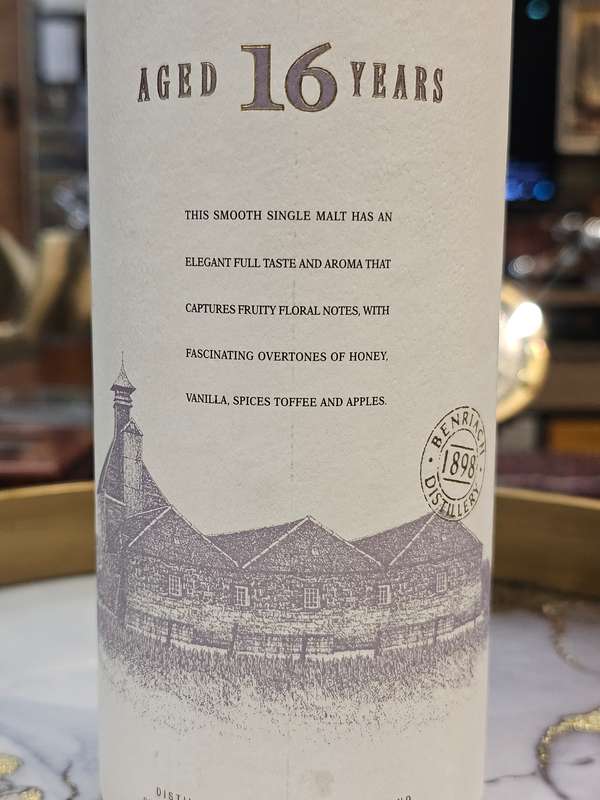 AGED 16 YEARS
THIS SMOOTH SINGLE MALT HAS AN
ELEGANT FULL TASTE AND AROMA THAT
CAPTURES FRUITY FLORAL NOTES, WITH
FASCINATING OVERTONES OF HONEY,
VANILLA, SPICES TOFFEE AND APPLES.
BENRIACH
1898
DISTILLERY